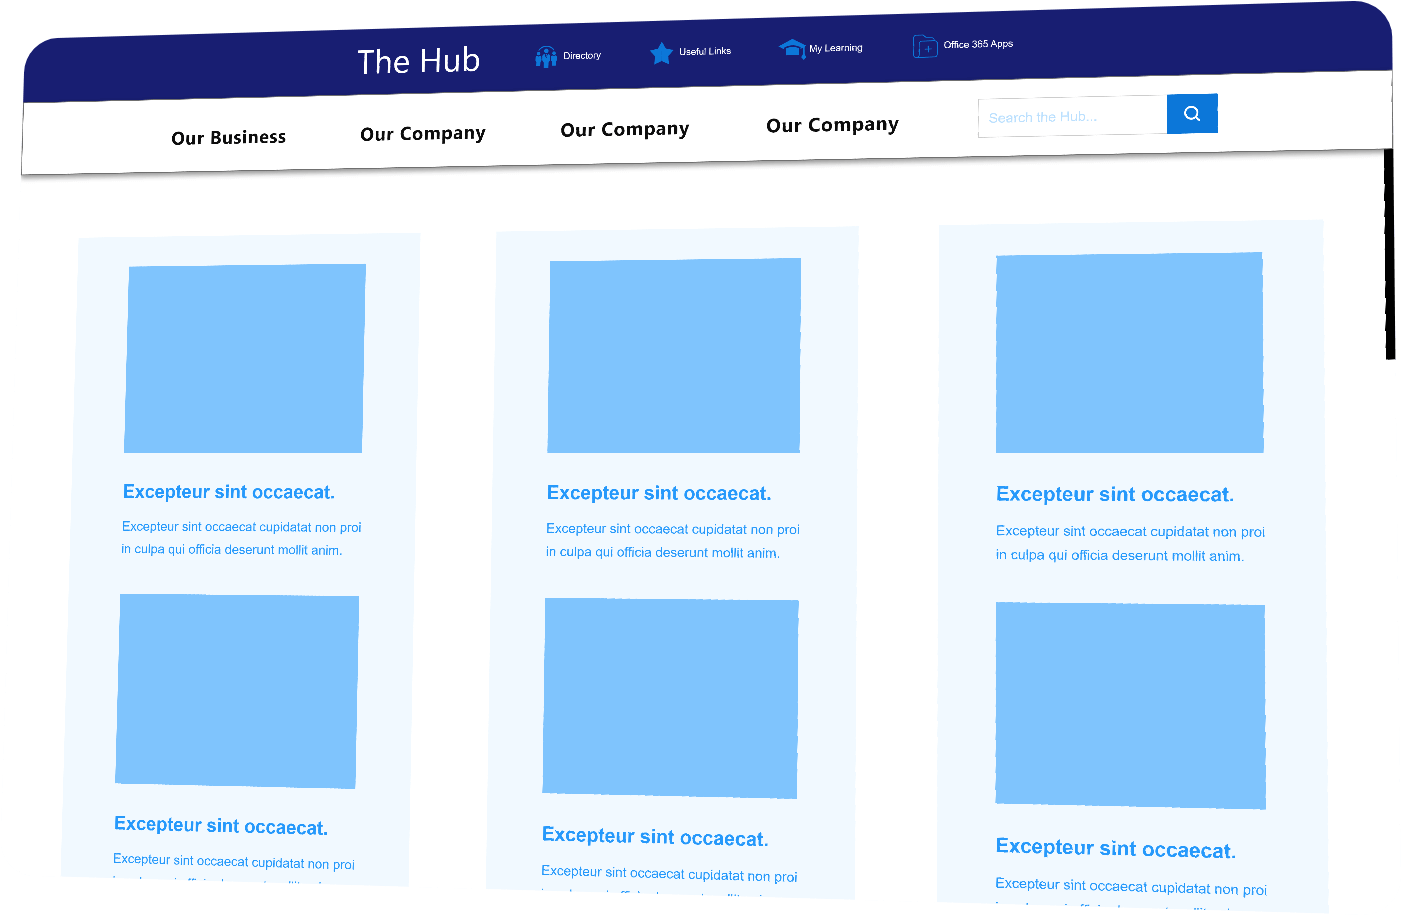 The Hub
Directory
Useful Links
My Learning
Office 365 Apps
Our Business
Our Company
Our Company
Our Company
Search the Hub...
Excepteur sint occaecat.
Excepteur sint occaecat cupidatat non proi
in culpa qui officia deserunt mollit anim.
Excepteur sint occaecat.
Excepteur sint occaecat cupidatat non proi
in culpa qui officia deserunt mollit anim.
Excepteur sint occaecat.
Excepteur sint occaecat cupidatat non proi
in culpa qui officia deserunt mollit anim.
Excepteur sint occaecat.
Excepteur sint occaecat cupidatat non proi
Excepteur sint occaecat.
Excepteur sint occaecat cupidatat non proi
Excepteur sint occaecat.
Excepteur sint occaecat cupidatat non proi